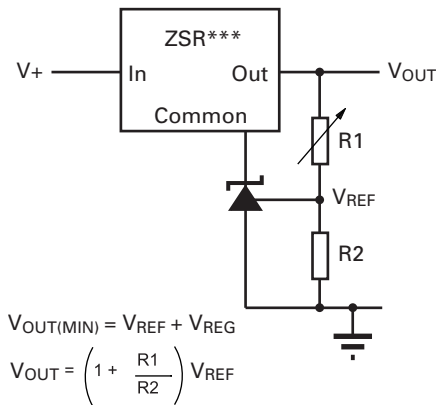 ZSR***
V+
In
Out
VOUT
Common
R1
VREF
R2
VOUT(MIN) = VREF + VREG
VOUT = (1 + R1/R2) VREF